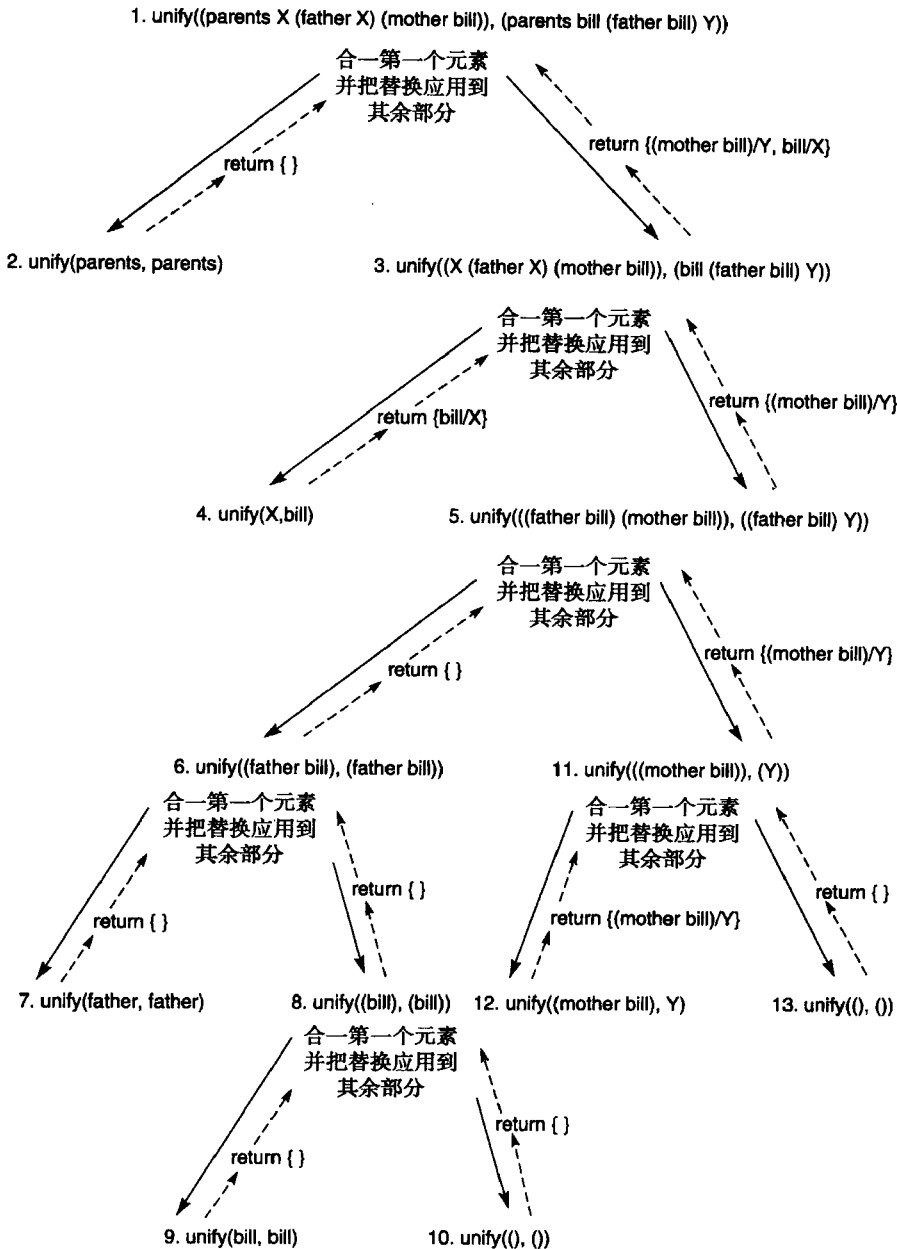 1. unify((parents X (father X) (mother bill)), (parents bill (father bill) Y))
合一第一个元素
并把替换应用到
其余部分
return { }
return {(mother bill)/Y, bill/X}
2. unify(parents, parents)
3. unify((X (father X) (mother bill)), (bill (father bill) Y))
合一第一个元素
并把替换应用到
其余部分
return {bill/X}
return {(mother bill)/Y}
4. unify(X,bill)
5. unify(((father bill) (mother bill)), ((father bill) Y))
合一第一个元素
并把替换应用到
其余部分
return { }
return {(mother bill)/Y}
6. unify((father bill), (father bill))
11. unify(((mother bill)), (Y))
合一第一个元素
并把替换应用到
其余部分
合一第一个元素
并把替换应用到
其余部分
return { }
return { }
return {(mother bill)/Y}
return { }
7. unify(father, father)
8. unify((bill), (bill))
12. unify((mother bill), Y)
13. unify((), ())
合一第一个元素
并把替换应用到
其余部分
return { }
return { }
9. unify(bill, bill)
10. unify((), ())